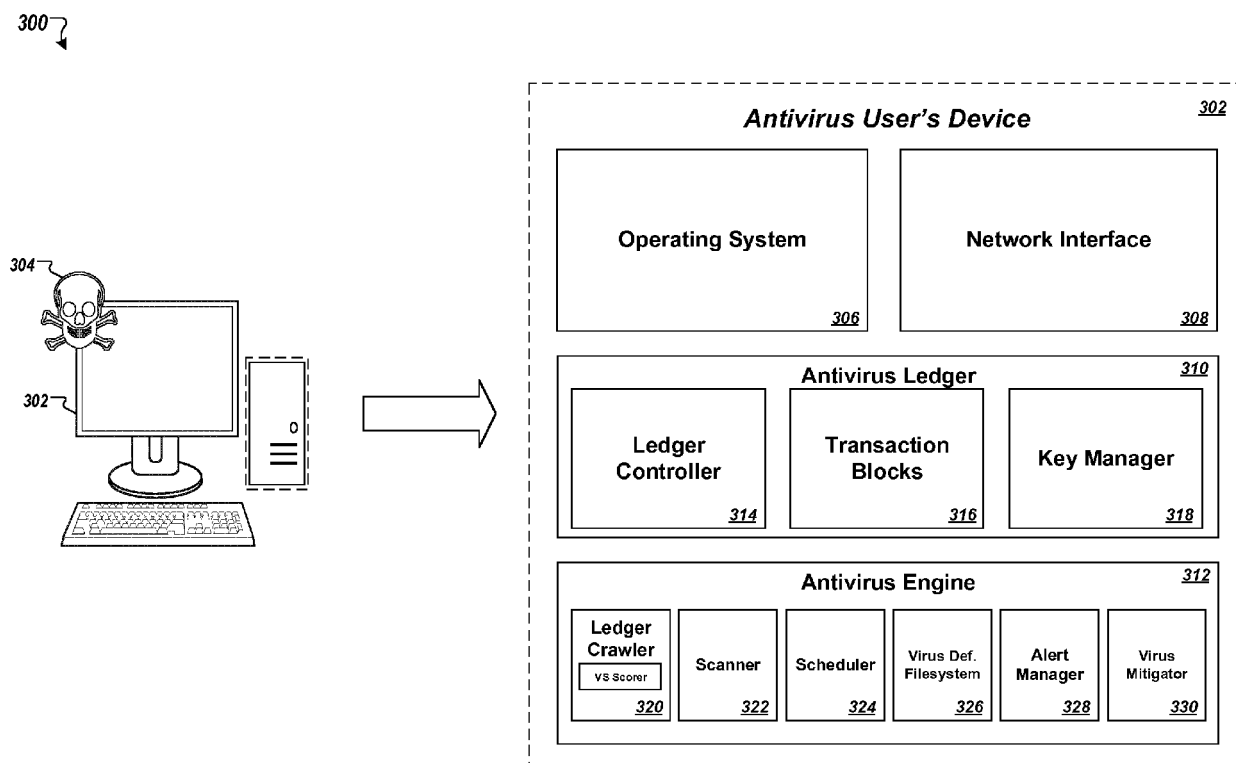 300
304
302
Antivirus User's Device
302
Operating System
306
Network Interface
308
Antivirus Ledger
310
Ledger
Controller
314
Transaction
Blocks
316
Key Manager
318
Antivirus Engine
312
Ledger
Crawler
VS Scorer
320
Scanner
322
Scheduler
324
Virus Def.
Filesystem
326
Alert
Manager
328
Virus
Mitigator
330